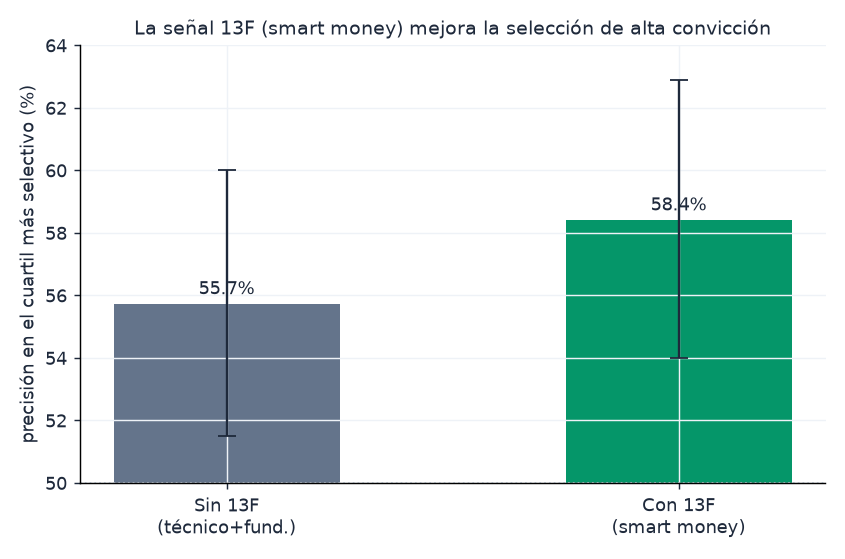 La señal 13F (smart money) mejora la selección de alta convicción
precisión en el cuartil más selectivo (%)
64
62
60
58
56
54
52
50
55.7%
58.4%
Sin 13F
(técnico+fund.)
Con 13F
(smart money)